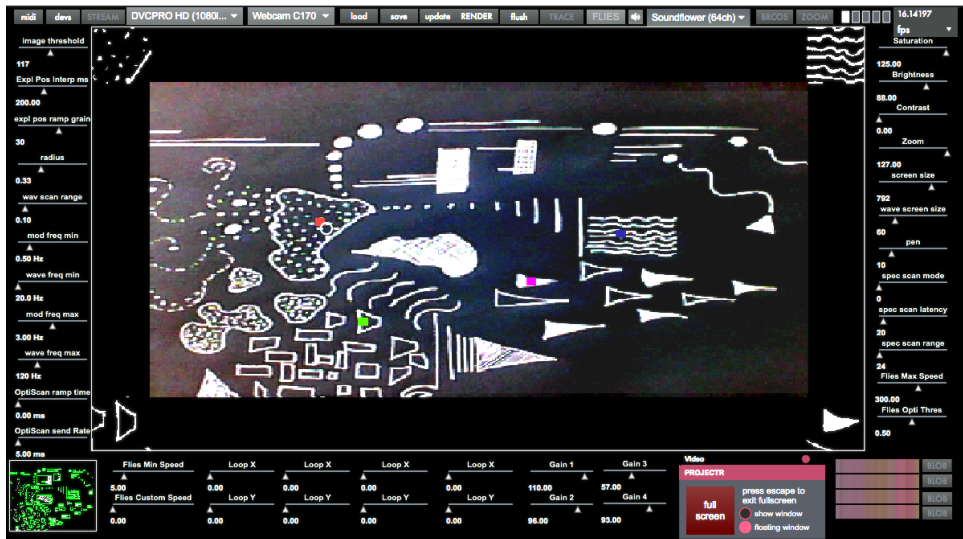 midi devs STREAM DVCPRO HD (1080i... Webcam C170 load save update RENDER flush TRACE FLIES Soundflower (64ch) BRCOS ZOOM 16.14197
fps
image threshold
117
Expl Pos Interp ms
200.00
expl pos ramp grain
30
radius
0.33
wav scan range
0.10
mod freq min
0.50 Hz
wave freq min
20.0 Hz
mod freq max
3.00 Hz
wave freq max
120 Hz
OptiScan ramp time
0.00 ms
OptiScan send Rate
5.00 ms
Saturation
125.00
Brightness
88.00
Contrast
0.00
Zoom
127.00
screen size
792
wave screen size
60
pen
10
spec scan mode
0
spec scan latency
20
spec scan range
24
Flies Max Speed
300.00
Flies Opti Thres
0.50
Flies Min Speed Loop X Loop X Loop X Loop X Gain 1 Gain 3
5.00 0.00 0.00 0.00 0.00 110.00 57.00
Flies Custom Speed Loop Y Loop Y Loop Y Loop Y Gain 2 Gain 4
0.00 0.00 0.00 0.00 0.00 98.00 93.00
Video
PROJECTR
full
screen
press escape to
exit fullscreen
show window
floating window
BLOB
BLOB
BLOB
BLOB